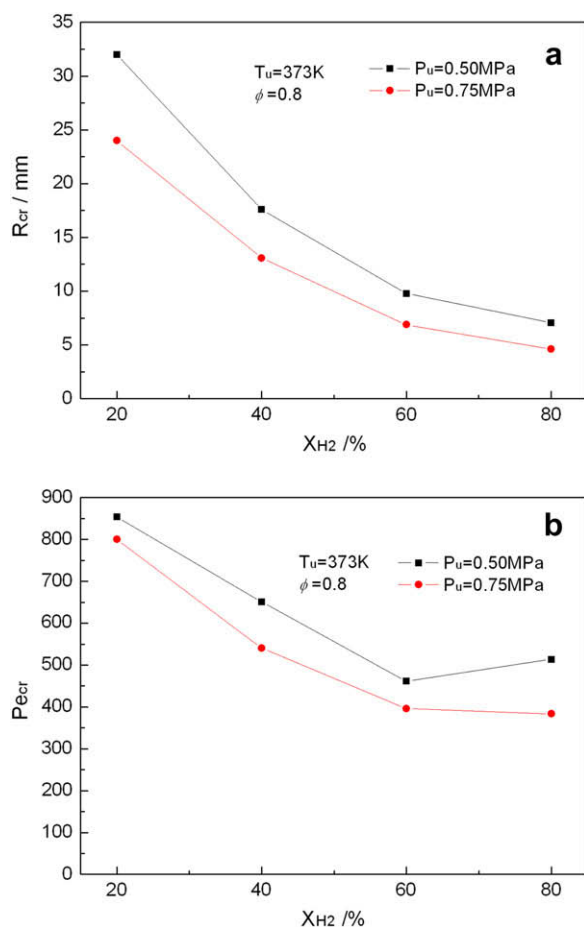 a
35
30
25
20
15
10
5
0
Rcr / mm
Tu=373K
ϕ=0.8
Pu=0.50MPa
Pu=0.75MPa
20 40 60 80
XH2 /%
b
900
800
700
600
500
400
300
200
100
0
Pecr
Tu=373K
ϕ=0.8
Pu=0.50MPa
Pu=0.75MPa
20 40 60 80
XH2 /%